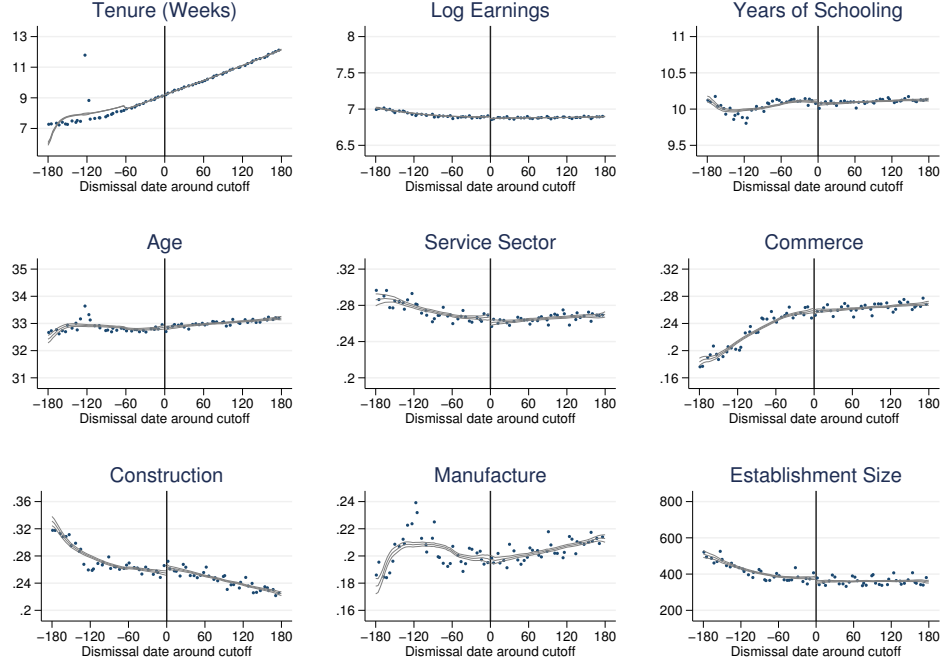 Tenure (Weeks)
13
11
9
7
−180 −120 −60 0 60 120 180
Dismissal date around cutoff
Log Earnings
8
7.5
7
6.5
−180 −120 −60 0 60 120 180
Dismissal date around cutoff
Years of Schooling
11
10.5
10
9.5
−180 −120 −60 0 60 120 180
Dismissal date around cutoff
Age
35
34
33
32
31
−180 −120 −60 0 60 120 180
Dismissal date around cutoff
Service Sector
.32
.28
.24
.2
−180 −120 −60 0 60 120 180
Dismissal date around cutoff
Commerce
.32
.28
.24
.2
.16
−180 −120 −60 0 60 120 180
Dismissal date around cutoff
Construction
.36
.32
.28
.24
.2
−180 −120 −60 0 60 120 180
Dismissal date around cutoff
Manufacture
.24
.22
.2
.18
.16
−180 −120 −60 0 60 120 180
Dismissal date around cutoff
Establishment Size
800
600
400
200
−180 −120 −60 0 60 120 180
Dismissal date around cutoff